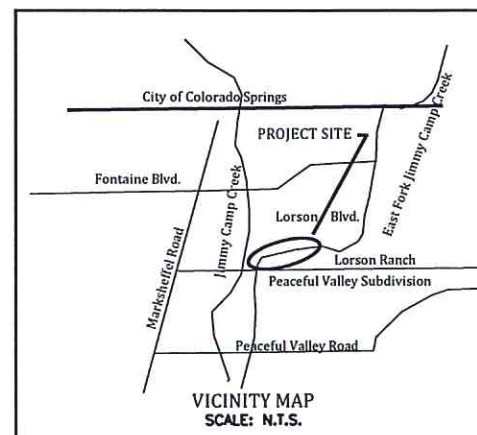 City of Colorado Springs
PROJECT SITE
East Fork Jimmy Camp Creek
Fontaine Blvd.
Jimmy Camp Creek
Marksheffel Road
Lorson Blvd.
Lorson Ranch
Peaceful Valley Subdivision
Peaceful Valley Road
VICINITY MAP
SCALE: N.T.S.